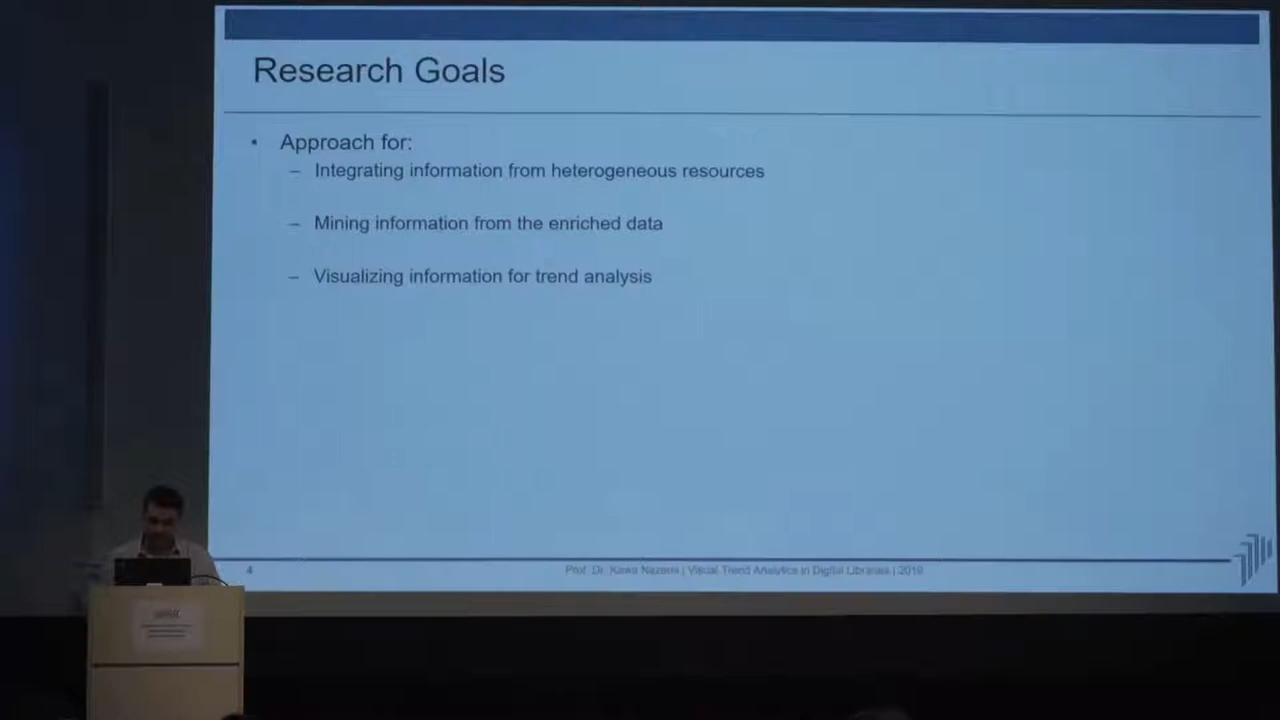 Research Goals
• Approach for:
– Integrating information from heterogeneous resources
– Mining information from the enriched data
– Visualizing information for trend analysis
4
Prof. Dr. Kawa Nazemi | Visual Trend Analytics in Digital Libraries | 2019